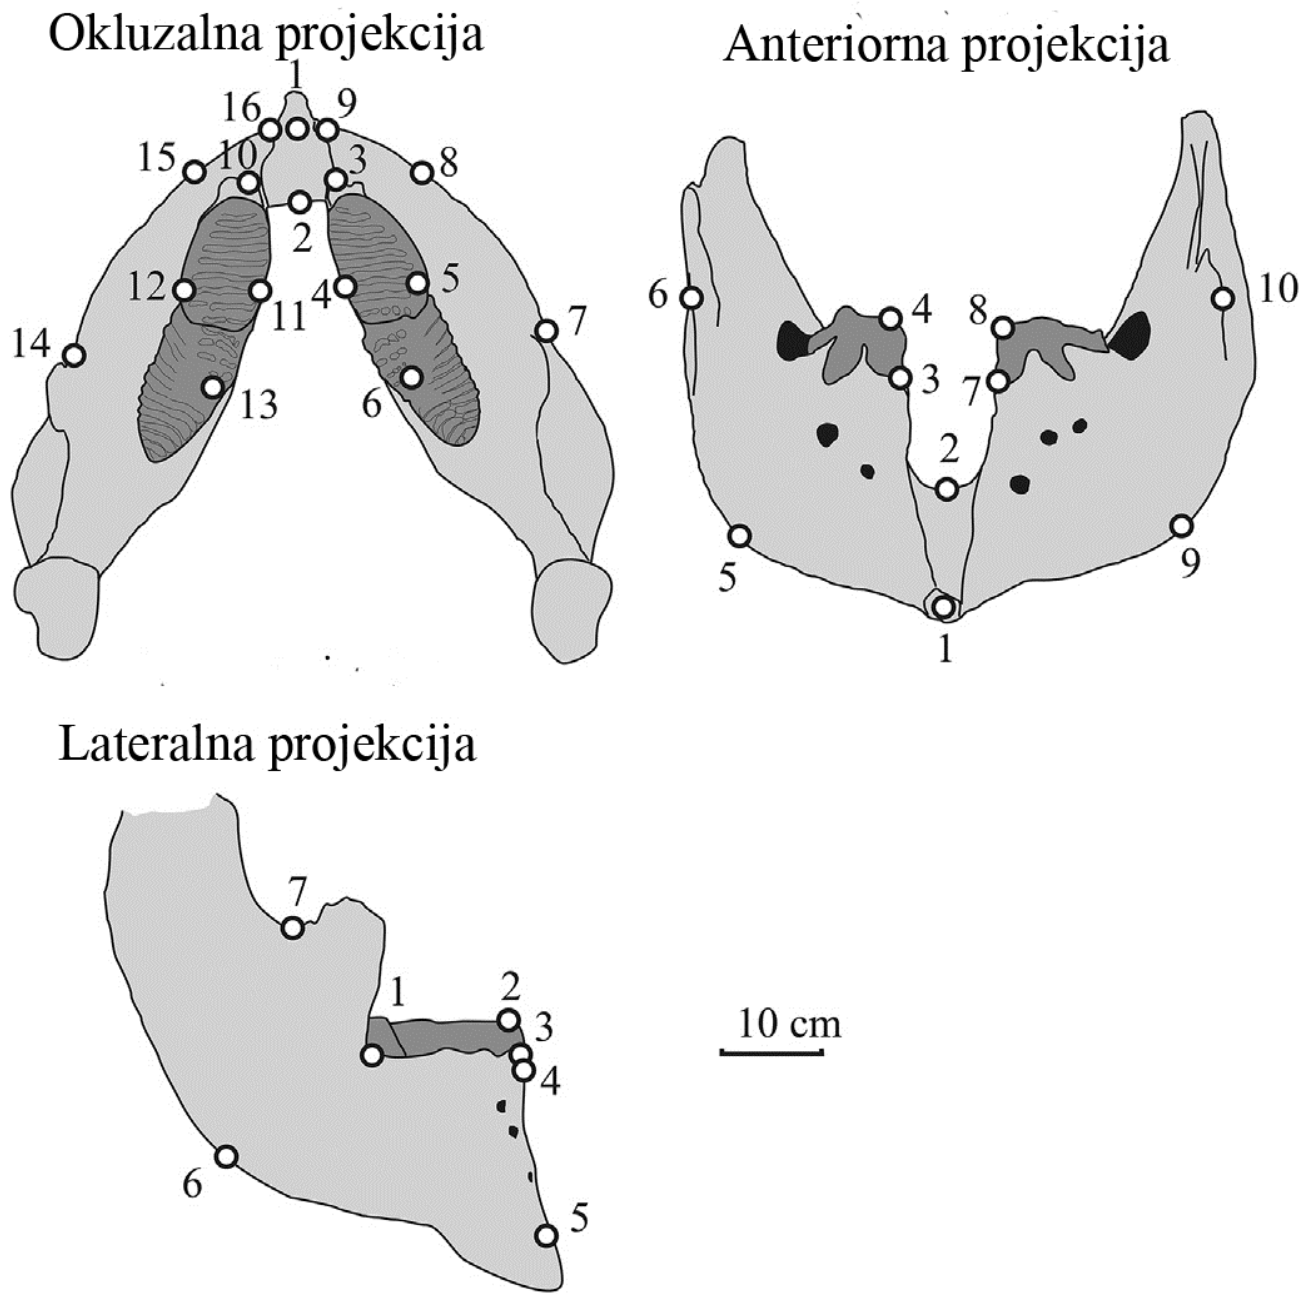 Okluzalna projekcija
1
16 9
15 10 3 8
2
12 11 4 5
14 7
13 6
Anteriorna projekcija
6 4 8 10
3 7
2
5 9
1
Lateralna projekcija
7
1 2
3
4
6 5
10 cm